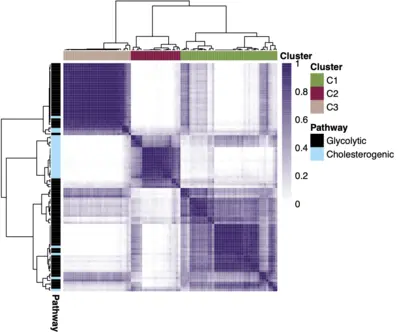 Cluster
1
0.8
0.6
0.4
0.2
0
Cluster
C1
C2
C3
Pathway
Glycolytic
Cholesterogenic
Pathway